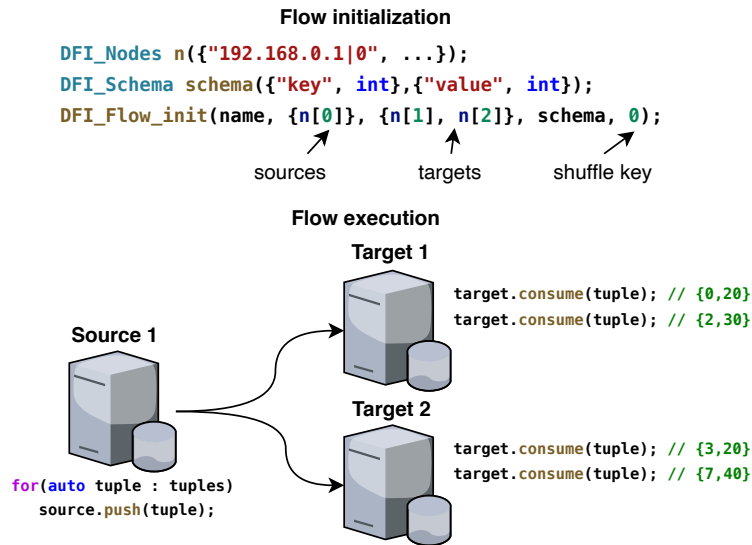 Flow initialization
DFI_Nodes n({"192.168.0.1|0", ...});
DFI_Schema schema({"key", int},{"value", int});
DFI_Flow_init(name, {n[0]}, {n[1], n[2]}, schema, 0);
sources targets shuffle key
Flow execution
Target 1
target.consume(tuple); // {0,20}
target.consume(tuple); // {2,30}
Source 1
for(auto tuple : tuples)
source.push(tuple);
Target 2
target.consume(tuple); // {3,20}
target.consume(tuple); // {7,40}